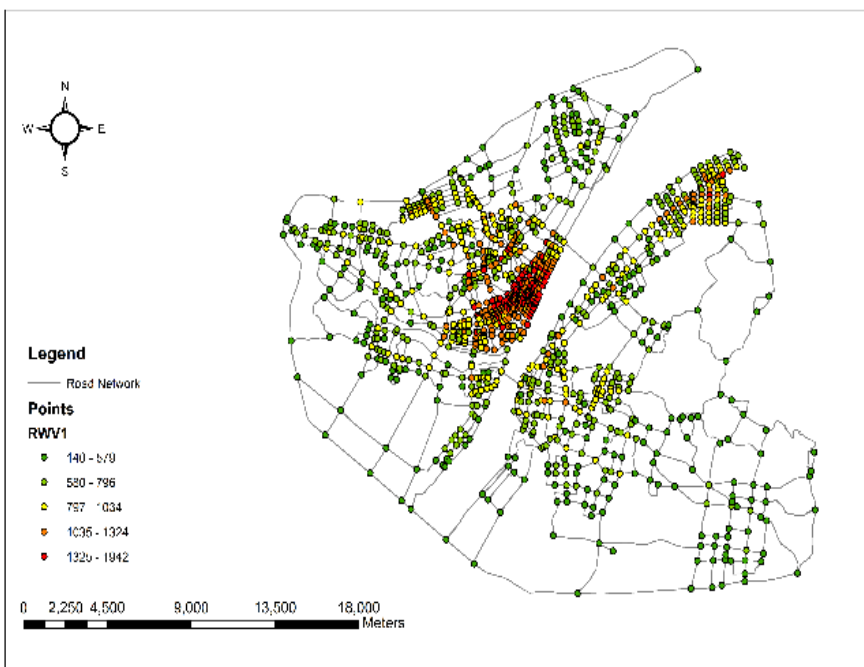 N
W E
S
Legend
Road Network
Points
RWV1
140 - 579
580 - 796
797 - 1034
1035 - 1324
1325 - 1942
0 2,250 4,500 9,000 13,500 18,000
Meters